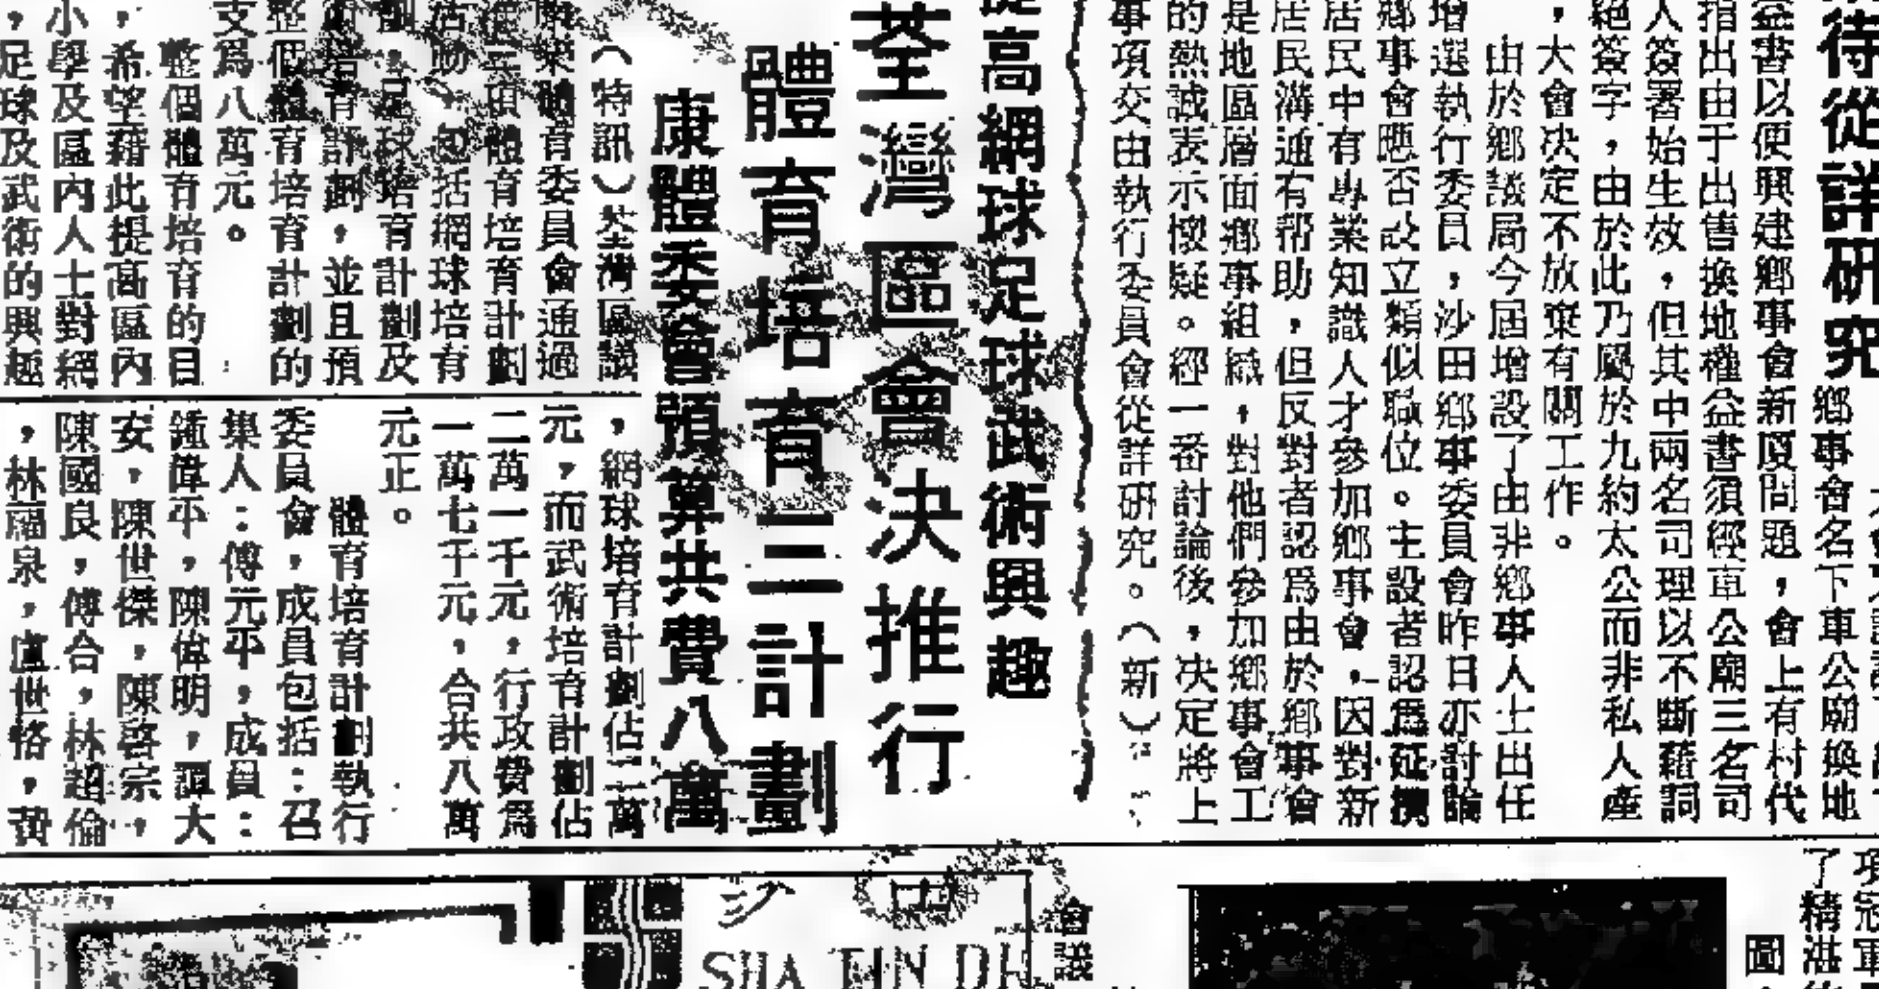 待從詳研究
鄉事會名下車公廟換地
益書以便興建鄉事會新廈問題，會上有村代
指出由于出售換地權益書須經車公廟三名司
人簽署始生效，但其中兩名司理以不斷藉詞
絕簽字，由於此乃屬於九約太公而非私人產
，大會決定不放棄有關工作。
由於鄉議局今屆增設了由非鄉事人士出任
增選執行委員，沙田鄉事委員會昨日亦討論
鄉事會應否設立類似職位。主設者認爲延攬
居民中有專業知識人才參加鄉事會，因對新
居民溝通有帮助，但反對者認爲由於鄉事會
是地區層面鄉事組織，對他們參加鄉事會工
的熱誠表示懷疑。經一番討論後，決定將上
事項交由執行委員會從詳研究。（新）
提高網球足球武術興趣
荃灣區會決推行
體育培育三計劃
康體委會預算共費八萬
（特訊）荃灣區議
康樂體育委員會通過
三項體育培育計劃
活動，包括網球培育
劃，足球培育計劃及
培育計劃，並且預
整個體育培育計劃的
支爲八萬元。
整個體育培育的目
，希望藉此提高區內
小學及區內人士對網
，足球及武術的興趣
，網球培育計劃佔二萬
元，而武術培育計劃佔
二萬一千元，行政費爲
一萬七千元，合共八萬
元正。
體育培育計劃執行
委員會，成員包括：召
集人：傅元平，成員：
鍾偉平，陳偉明，譚大
安，陳世傑，陳啓宗，
陳國良，傅合，林超倫
，林福泉，盧世恪，黃
項冠軍
了精湛
圖
會議
沙田
SHA TIN DI